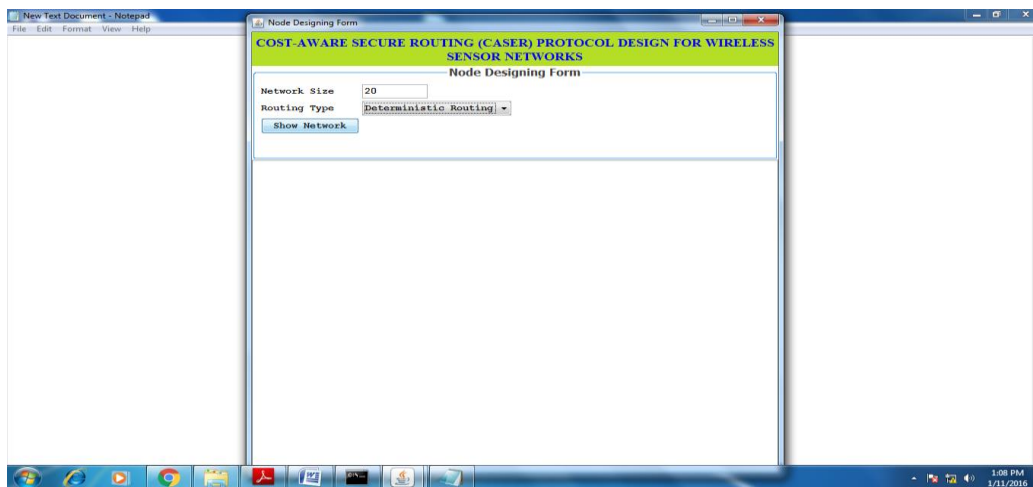 New Text Document - Notepad
File Edit Format View Help
Node Designing Form
COST-AWARE SECURE ROUTING (CASER) PROTOCOL DESIGN FOR WIRELESS
SENSOR NETWORKS
Node Designing Form
Network Size 20
Routing Type Deterministic Routing
Show Network
1:08 PM
1/11/2016